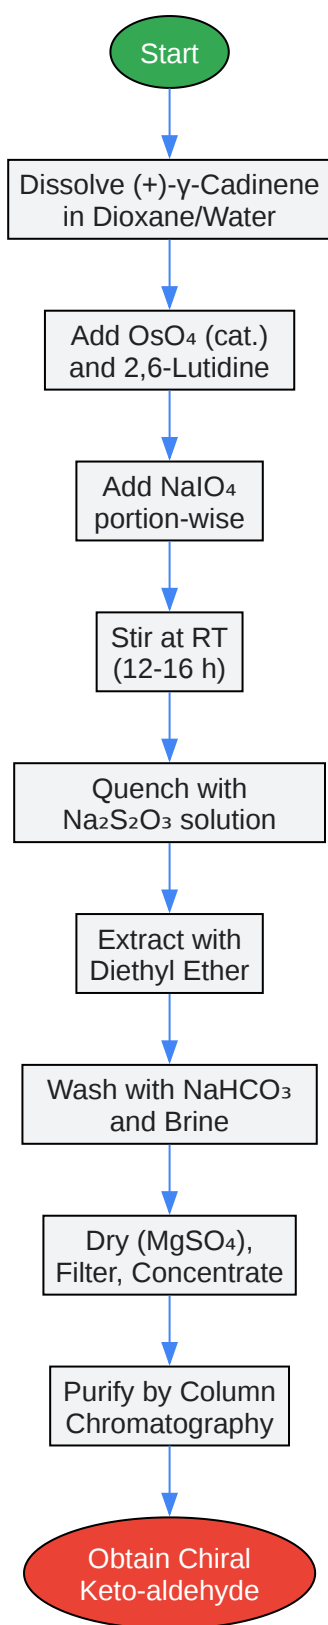 Start
Dissolve (+)-γ-Cadinene
in Dioxane/Water
Add OsO₄ (cat.)
and 2,6-Lutidine
Add NaIO₄
portion-wise
Stir at RT
(12-16 h)
Quench with
Na₂S₂O₃ solution
Extract with
Diethyl Ether
Wash with NaHCO₃
and Brine
Dry (MgSO₄),
Filter, Concentrate
Purify by Column
Chromatography
Obtain Chiral
Keto-aldehyde